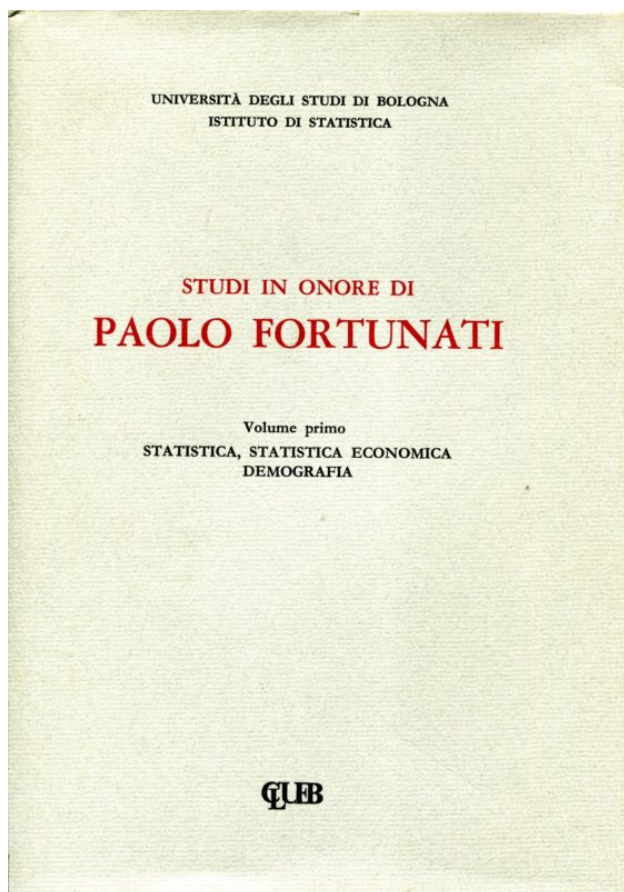 UNIVERSITÀ DEGLI STUDI DI BOLOGNA
ISTITUTO DI STATISTICA
STUDI IN ONORE DI
PAOLO FORTUNATI
Volume primo
STATISTICA, STATISTICA ECONOMICA
DEMOGRAFIA
CLUEB